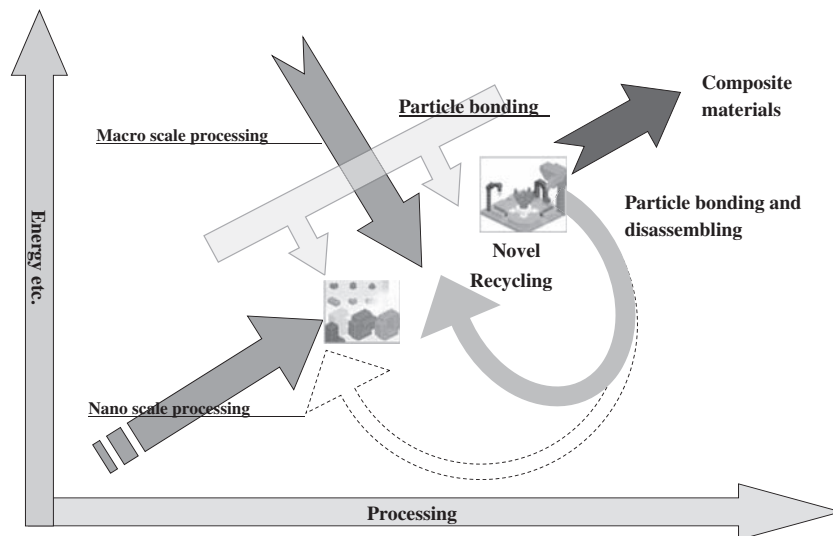 Particle bonding
Macro scale processing
Composite
materials
Particle bonding and
disassembling
Novel
Recycling
Energy etc.
Nano scale processing
Processing